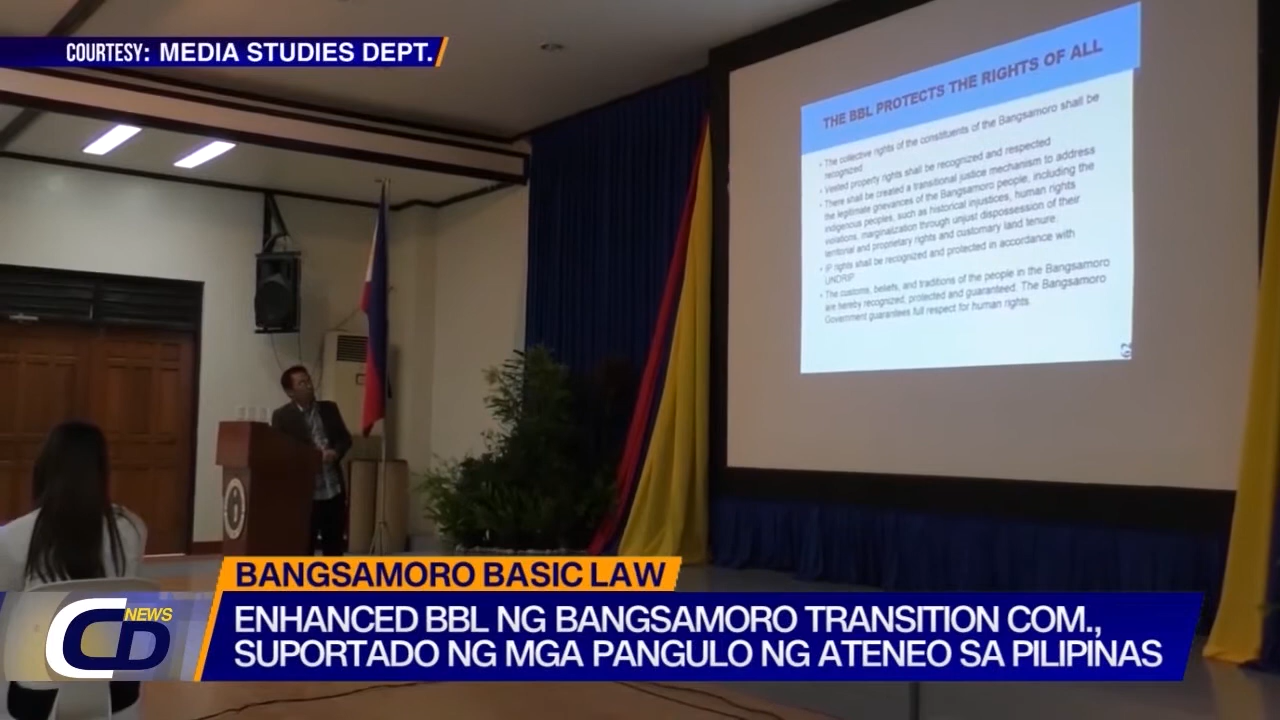 COURTESY: MEDIA STUDIES DEPT.
THE BBL PROTECTS THE RIGHTS OF ALL
• The collective rights of the constituents of the Bangsamoro shall be
recognized.
• Vested property rights shall be recognized and respected
• There shall be created a transitional justice mechanism to address
the legitimate grievances of the Bangsamoro people, including the
indigenous peoples, such as historical injustices, human rights
violations, marginalization through unjust dispossession of their
territorial and proprietary rights and customary land tenure.
• IP rights shall be recognized and protected in accordance with
UNDRIP
• The customs, beliefs, and traditions of the people in the Bangsamoro
are hereby recognized, protected and guaranteed. The Bangsamoro
Government guarantees full respect for human rights.
BANGSAMORO BASIC LAW
CD NEWS
ENHANCED BBL NG BANGSAMORO TRANSITION COM.,
SUPORTADO NG MGA PANGULO NG ATENEO SA PILIPINAS